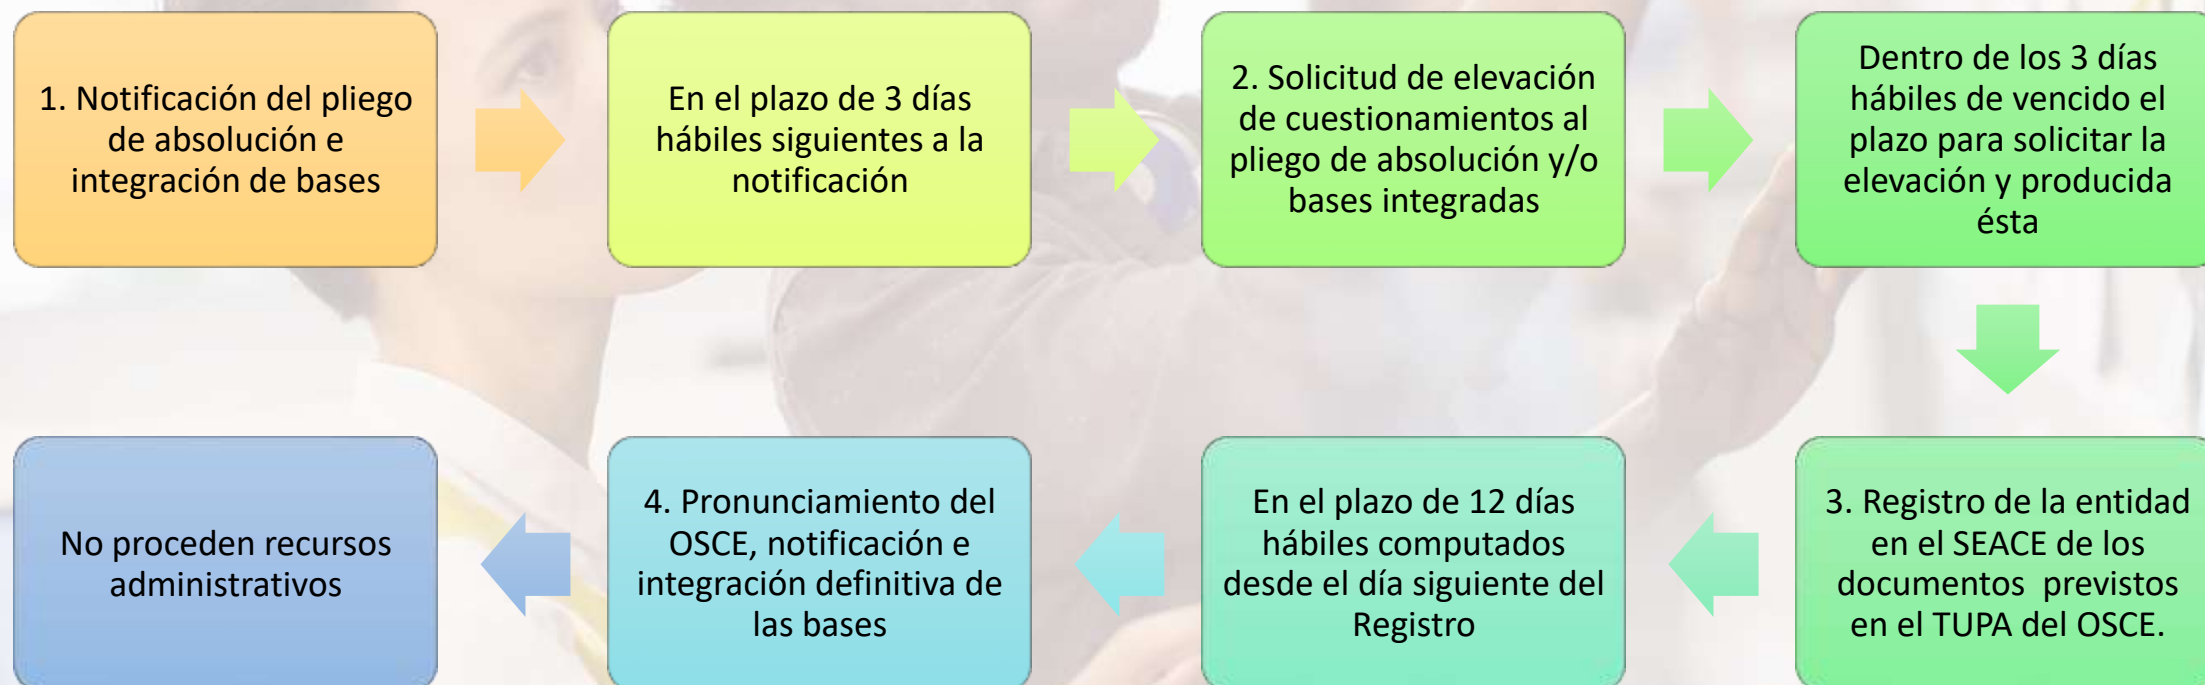 1. Notificación del pliego
de absolución e
integración de bases
En el plazo de 3 días
hábiles siguientes a la
notificación
2. Solicitud de elevación
de cuestionamientos al
pliego de absolución y/o
bases integradas
Dentro de los 3 días
hábiles de vencido el
plazo para solicitar la
elevación y producida
ésta
3. Registro de la entidad
en el SEACE de los
documentos previstos
en el TUPA del OSCE.
En el plazo de 12 días
hábiles computados
desde el día siguiente del
Registro
4. Pronunciamiento del
OSCE, notificación e
integración definitiva de
las bases
No proceden recursos
administrativos